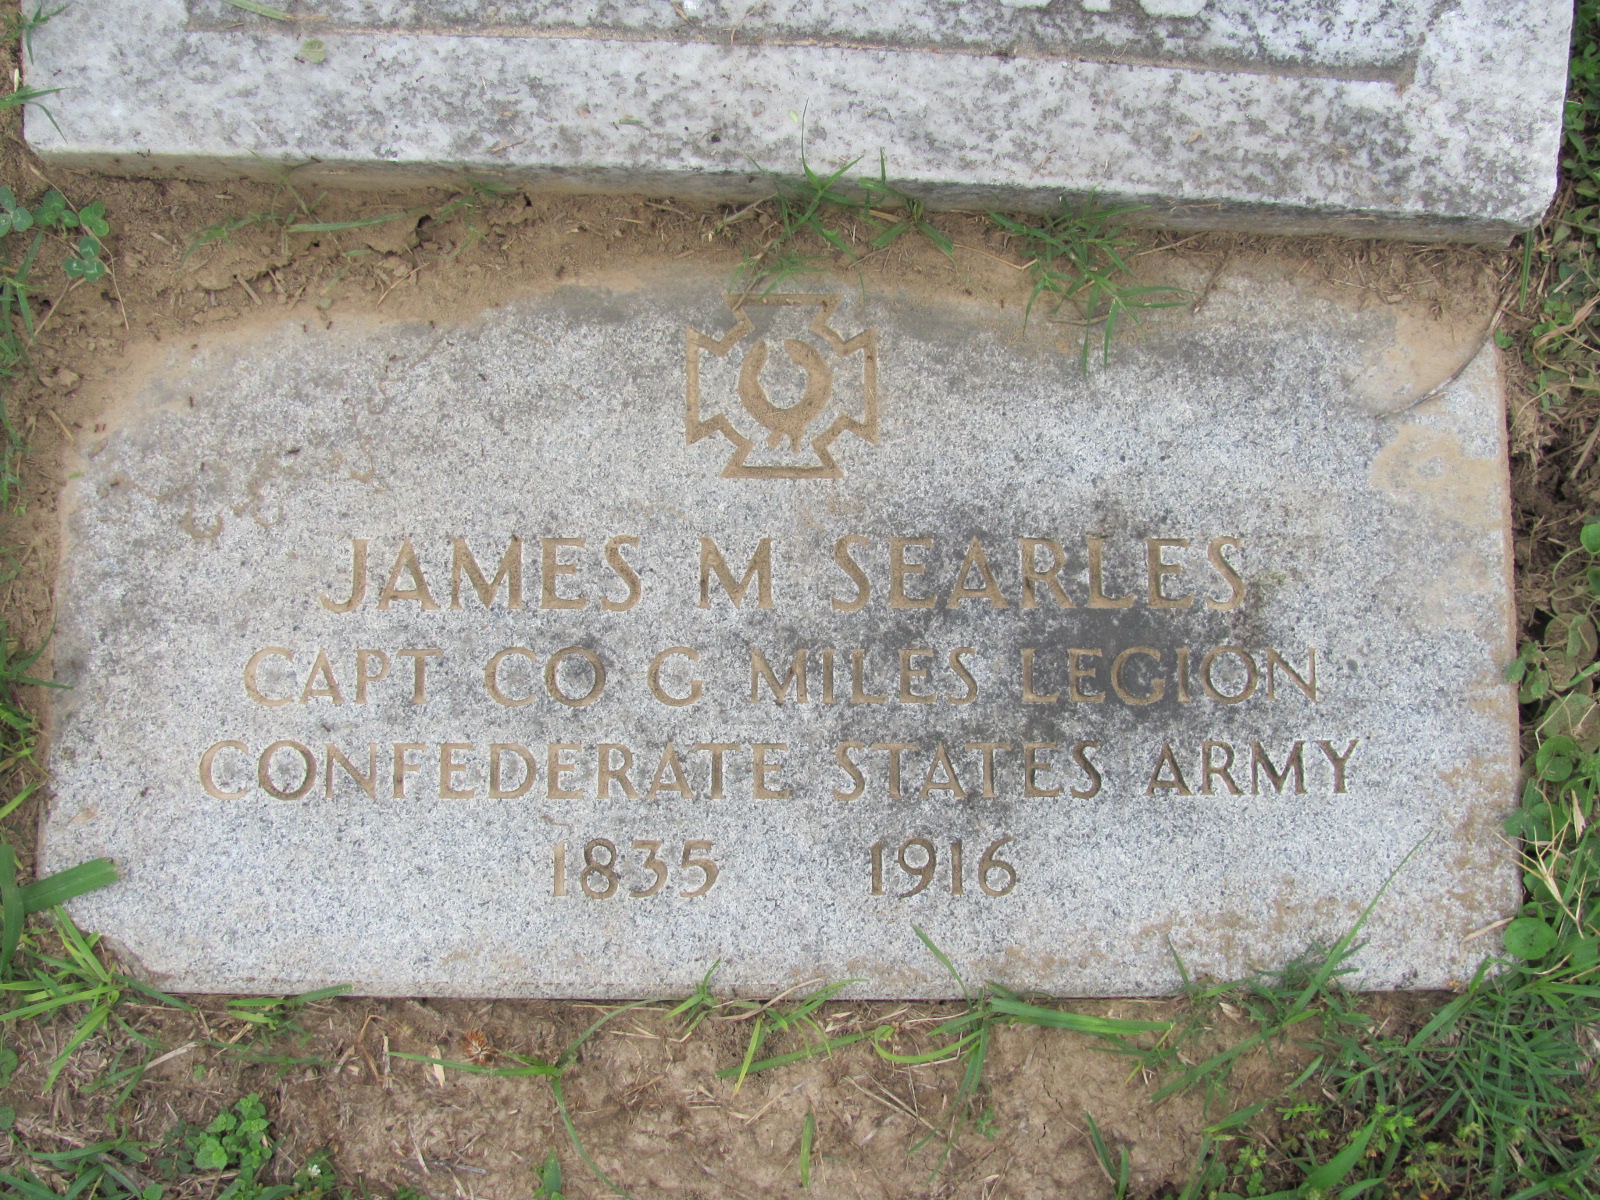 JAMES M SEARLES
CAPT CO G MILES LEGION
CONFEDERATE STATES ARMY
1835 1916